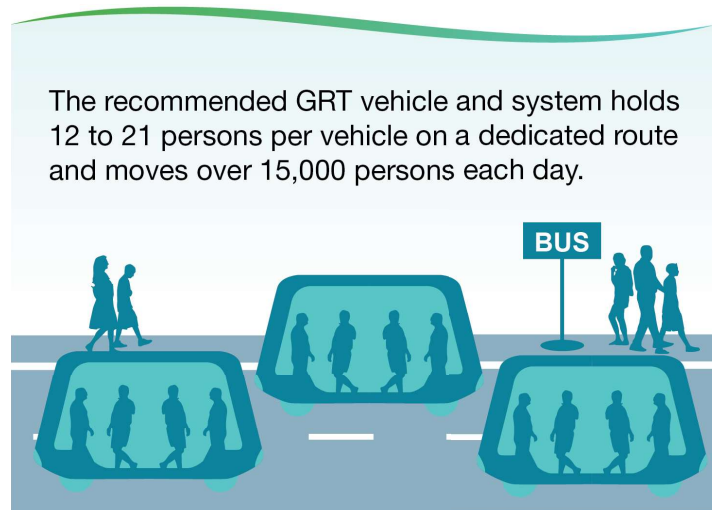 The recommended GRT vehicle and system holds
12 to 21 persons per vehicle on a dedicated route
and moves over 15,000 persons each day.
BUS